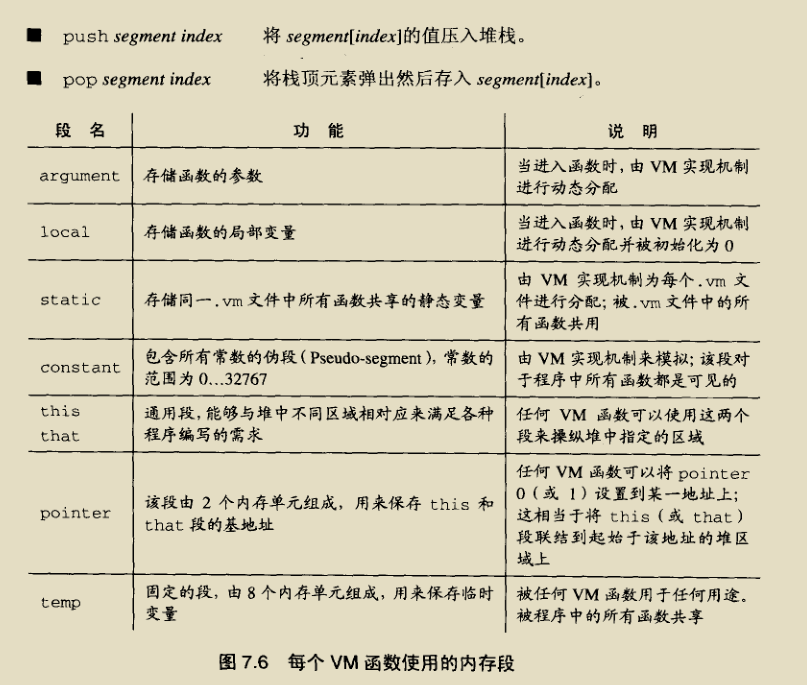 ■ push segment index 将 segment[index]的值压入堆栈。
■ pop segment index 将栈顶元素弹出然后存入 segment[index]。
段 名 功 能 说 明
argument 存储函数的参数 当进入函数时,由 VM 实现机制
进行动态分配
local 存储函数的局部变量 当进入函数时,由 VM 实现机制
进行动态分配并被初始化为 0
static 存储同一.vm 文件中所有函数共享的静态变量 由 VM 实现机制为每个.vm 文
件进行分配;被.vm 文件中的所
有函数共用
constant 包含所有常数的伪段(Pseudo-segment),常数的
范围为 0…32767
由 VM 实现机制来模拟;该段对
于程序中所有函数都是可见的
this
that
通用段,能够与堆中不同区域相对应来满足各种
程序编写的需求
任何 VM 函数可以使用这两个
段来操纵堆中指定的区域
pointer 该段由 2 个内存单元组成,用来保存 this 和
that 段的基地址
任何 VM 函数可以将 pointer
0(或 1)设置到某一地址上;
这相当于将 this(或 that)
段联结到起始于该地址的堆区
域上
temp 固定的段,由 8 个内存单元组成,用来保存临时
变量
被任何 VM 函数用于任何用途。
被程序中的所有函数共享
图 7.6 每个 VM 函数使用的内存段